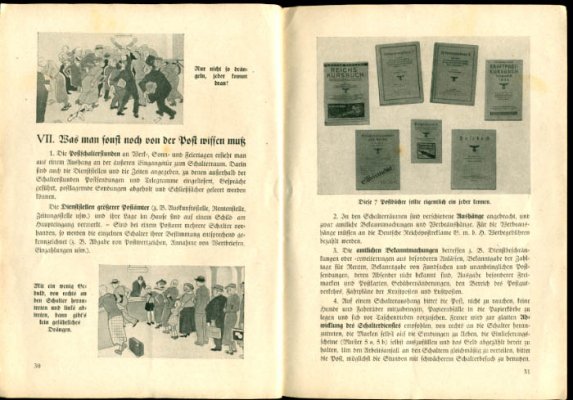 Nur nicht so drän-
geln, jeder kommt
dran!
VII. Was man sonst noch von der Post wissen muß
1. Die Postschalterstunden an Werk-, Sonn- und Feiertagen ersieht man
aus einem Aushang an der äußeren Eingangstür zum Schalterraum. Darin
sind auch die Dienststellen und die Zeiten angegeben, zu denen außerhalb der
Schalterstunden Postsendungen und Telegramme eingeliefert, Gespräche
geführt, postlagernde Sendungen abgeholt und Schließfächer geleert werden
können.
Die Dienststellen größerer Postämter (z. B. Auskunftsstelle, Rentenstelle,
Zeitungsstelle usw.) und ihre Lage im Hause sind auf einem Schild am
Haupteingang vermerkt. – Sind bei einem Postamt mehrere Schalter vor-
handen, so werden die einzelnen Schalter ihrer Bestimmung entsprechend ge-
kennzeichnet (z. B. Abgabe von Postwertzeichen, Annahme von Wertbriefen,
Einzahlungen usw.).
Mit ein wenig Ge-
duld, von rechts an
den Schalter heran-
treten und links ab-
treten, dann gibt's
kein gefährliches
Drängen.
30
REICHS-
KURSBUCH
KURSBUCH
Diese 7 Postbücher sollte eigentlich ein jeder kennen.
2. In den Schalterräumen sind verschiedene Aushänge angebracht, und
zwar amtliche Bekanntmachungen und Werbeaushänge. Für die Werbeaus-
hänge müssen an die Deutsche Reichspostreklame G. m. b. H. Werbegebühren
bezahlt werden.
3. Die amtlichen Bekanntmachungen betreffen z. B. Dienstbeschränkun-
gen oder -erweiterungen aus besonderen Anlässen, Bekanntgabe der Zahl-
tage für Renten, Bekanntgabe von Fundsachen und unanbringlichen Post-
sendungen, deren Absender nicht bekannt sind, Ausgabe besonderer Frei-
marken und Postkarten, Gebührenänderungen, den Bereich des Postgut-
verkehrs, Fahrpläne der Kraftposten und Luftposten.
4. Auf einem Schalteraushang bittet die Post, nicht zu rauchen, keine
Hunde und Fahrräder mitzubringen, Papierabfälle in die Papierkörbe zu
legen und sich vor Taschendieben vorzusehen. Ferner wird zur glatten Ab-
wicklung des Schalterdienstes empfohlen, von rechts an die Schalter heran-
zutreten, die Marken selbst auf die Sendungen zu kleben, die Einlieferungs-
scheine (Muster 5 u. 5 b) selbst auszufüllen und das Geld abgezählt bereit zu
halten. Um den Arbeitsanfall an den Schaltern gleichmäßig zu verteilen, bittet
die Post, möglichst die Stunden mit schwächerem Schalterbesuch zu benutzen.
31